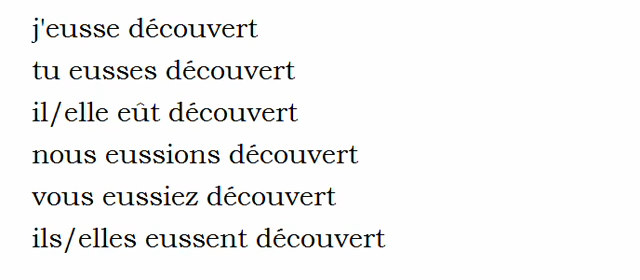 j'eusse découvert
tu eusses découvert
il/elle eût découvert
nous eussions découvert
vous eussiez découvert
ils/elles eussent découvert